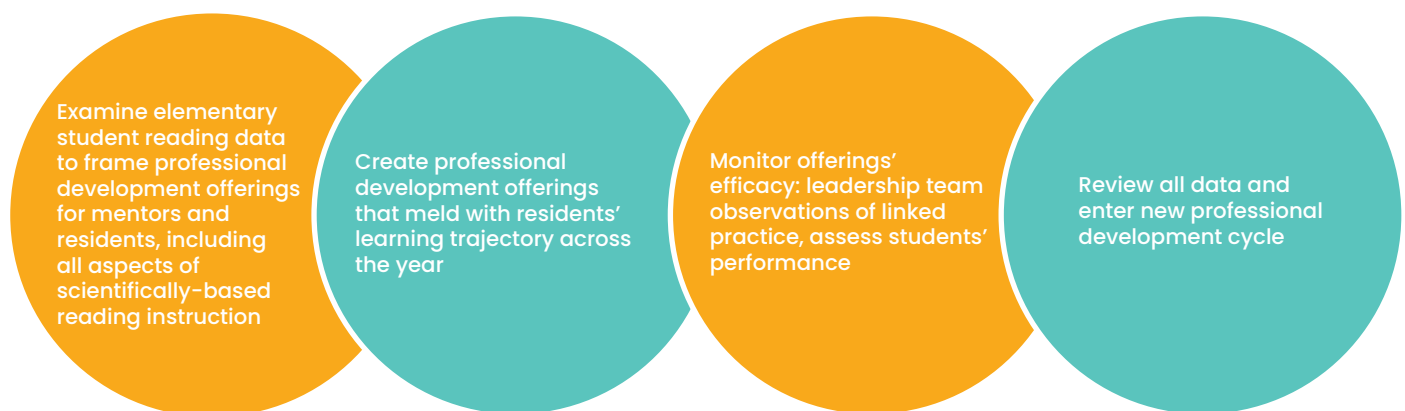 Examine elementary
student reading data
to frame professional
development offerings
for mentors and
residents, including
all aspects of
scientifically-based
reading instruction
Create professional
development offerings
that meld with residents’
learning trajectory across
the year
Monitor offerings’
efficacy: leadership team
observations of linked
practice, assess students’
performance
Review all data and
enter new professional
development cycle